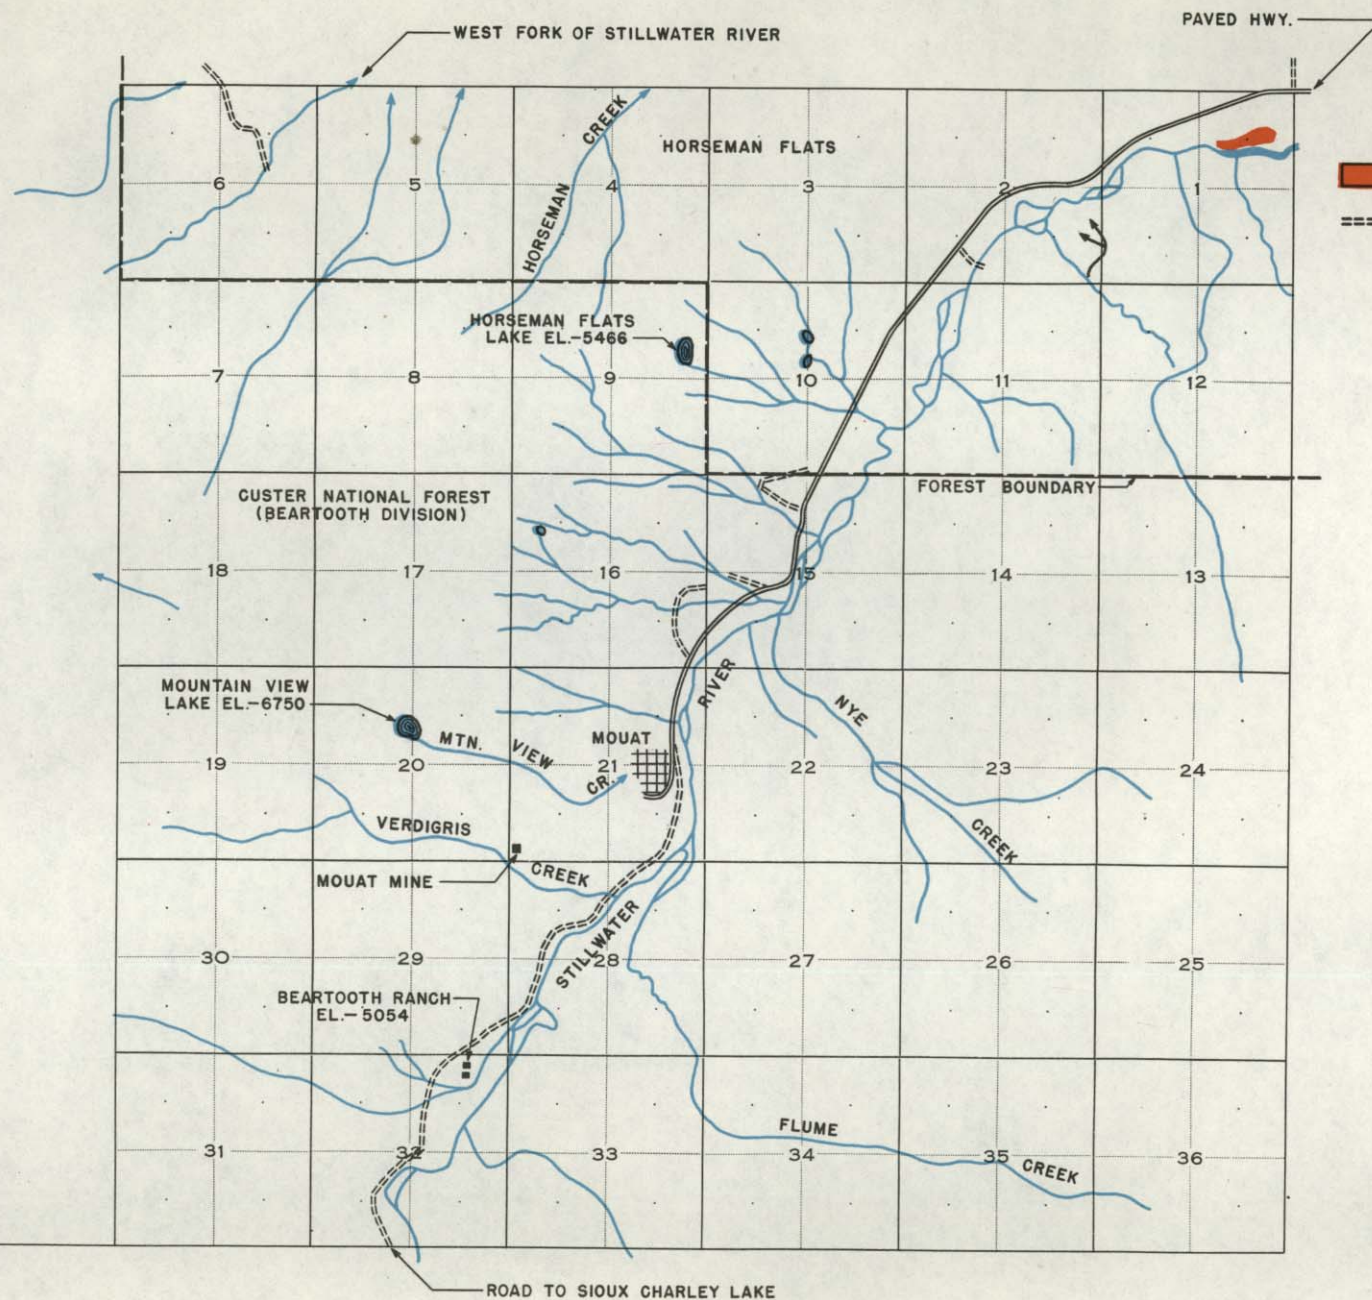 WEST FORK OF STILLWATER RIVER
PAVED HWY.
HORSEMAN CREEK
HORSEMAN FLATS
6
5
4
3
2
1
HORSEMAN FLATS
LAKE EL.-5466
7
8
9
10
11
12
CUSTER NATIONAL FOREST
(BEARTOOTH DIVISION)
FOREST BOUNDARY
18
17
16
15
14
13
MOUNTAIN VIEW
LAKE EL.-6750
MTN. VIEW CR.
MOUAT
RIVER
NYE
CREEK
19
20
21
22
23
24
VERDIGRIS
CREEK
MOUAT MINE
STILLWATER
30
29
28
27
26
25
BEARTOOTH RANCH
EL.-5054
FLUME
CREEK
31
32
33
34
35
36
ROAD TO SIOUX CHARLEY LAKE